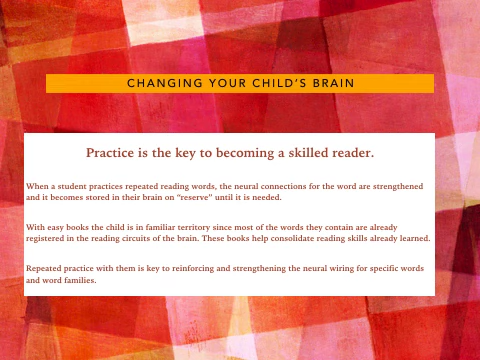 CHANGING YOUR CHILD’S BRAIN
Practice is the key to becoming a skilled reader.
When a student practices repeated reading words, the neural connections for the word are strengthened
and it becomes stored in their brain on “reserve” until it is needed.
With easy books the child is in familiar territory since most of the words they contain are already
registered in the reading circuits of the brain. These books help consolidate reading skills already learned.
Repeated practice with them is key to reinforcing and strengthening the neural wiring for specific words
and word families.